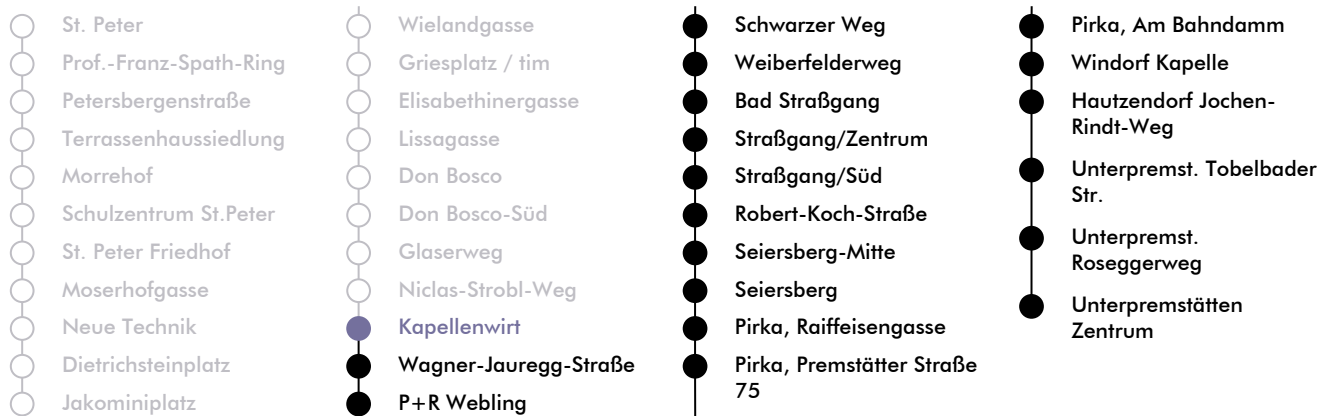 St. Peter
Prof.-Franz-Spath-Ring
Petersbergenstraße
Terrassenhaussiedlung
Morrehof
Schulzentrum St.Peter
St. Peter Friedhof
Moserhofgasse
Neue Technik
Dietrichsteinplatz
Jakominiplatz
Wielandgasse
Griesplatz / tim
Elisabethinergasse
Lissagasse
Don Bosco
Don Bosco-Süd
Glaserweg
Niclas-Strobl-Weg
Kapellenwirt
Wagner-Jauregg-Straße
P+R Webling
Schwarzer Weg
Weiberfelderweg
Bad Straßgang
Straßgang/Zentrum
Straßgang/Süd
Robert-Koch-Straße
Seiersberg-Mitte
Seiersberg
Pirka, Raiffeisengasse
Pirka, Premstätter Straße
75
Pirka, Am Bahndamm
Windorf Kapelle
Hautzendorf Jochen-
Rindt-Weg
Unterpremst. Tobelbader
Str.
Unterpremst.
Roseggerweg
Unterpremstätten
Zentrum